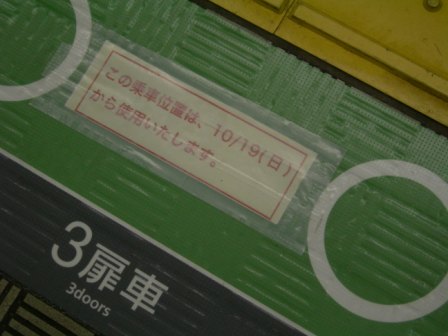 この乗車位置は、10/19(日)
から使用いたします。
3扉車
3doors